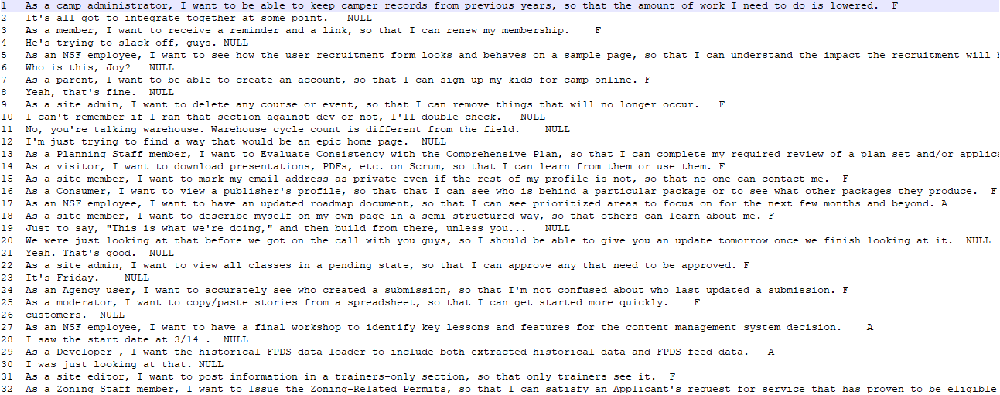 1 As a camp administrator, I want to be able to keep camper records from previous years, so that the amount of work I need to do is lowered. F
2 It's all got to integrate together at some point. NULL
3 As a member, I want to receive a reminder and a link, so that I can renew my membership. F
4 He's trying to slack off, guys. NULL
5 As an NSF employee, I want to see how the user recruitment form looks and behaves on a sample page, so that I can understand the impact the recruitment will
6 Who is this, Joy? NULL
7 As a parent, I want to be able to create an account, so that I can sign up my kids for camp online. F
8 Yeah, that's fine. NULL
9 As a site admin, I want to delete any course or event, so that I can remove things that will no longer occur. F
10 I can't remember if I ran that section against dev or not, I'll double-check. NULL
11 No, you're talking warehouse. Warehouse cycle count is different from the field. NULL
12 I'm just trying to find a way that would be an epic home page. NULL
13 As a Planning Staff member, I want to Evaluate Consistency with the Comprehensive Plan, so that I can complete my required review of a plan set and/or applica
14 As a visitor, I want to download presentations, PDFs, etc. on Scrum, so that I can learn from them or use them. F
15 As a site member, I want to mark my email address as private even if the rest of my profile is not, so that no one can contact me. F
16 As a Consumer, I want to view a publisher's profile, so that that I can see who is behind a particular package or to see what other packages they produce. F
17 As an NSF employee, I want to have an updated roadmap document, so that I can see prioritized areas to focus on for the next few months and beyond. A
18 As a site member, I want to describe myself on my own page in a semi-structured way, so that others can learn about me. F
19 Just to say, "This is what we're doing," and then build from there, unless you... NULL
20 We were just looking at that before we got on the call with you guys, so I should be able to give you an update tomorrow once we finish looking at it. NULL
21 Yeah. That's good. NULL
22 As a site admin, I want to view all classes in a pending state, so that I can approve any that need to be approved. F
23 It's Friday. NULL
24 As an Agency user, I want to accurately see who created a submission, so that I'm not confused about who last updated a submission. F
25 As a moderator, I want to copy/paste stories from a spreadsheet, so that I can get started more quickly. F
26 customers. NULL
27 As an NSF employee, I want to have a final workshop to identify key lessons and features for the content management system decision. A
28 I saw the start date at 3/14 . NULL
29 As a Developer , I want the historical FPDS data loader to include both extracted historical data and FPDS feed data. A
30 I was just looking at that. NULL
31 As a site editor, I want to post information in a trainers-only section, so that only trainers see it. F
32 As a Zoning Staff member, I want to Issue the Zoning-Related Permits, so that I can satisfy an Applicant's request for service that has proven to be eligible